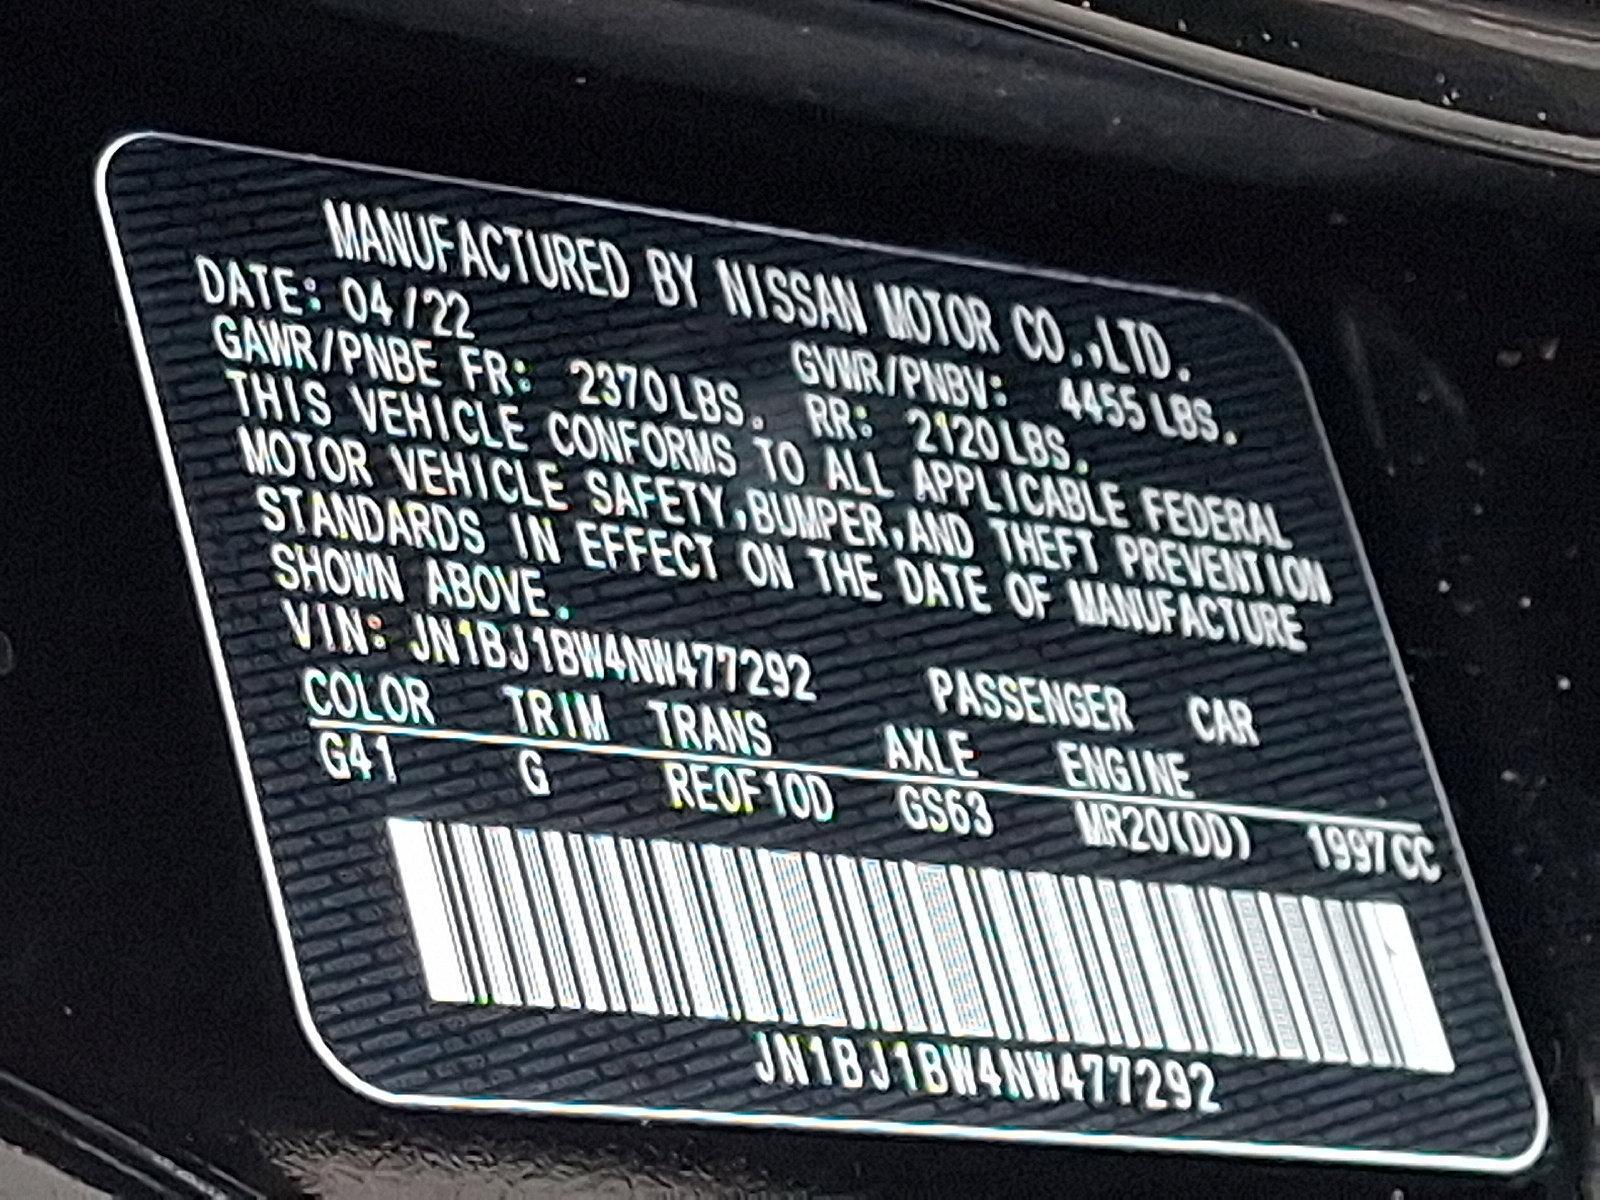 MANUFACTURED BY NISSAN MOTOR CO.,LTD.
DATE: 04/22 GVWR/PNBV: 4455LBS.
GAWR/PNBE FR: 2370LBS. RR: 2120LBS.
THIS VEHICLE CONFORMS TO ALL APPLICABLE FEDERAL
MOTOR VEHICLE SAFETY,BUMPER,AND THEFT PREVENTION
STANDARDS IN EFFECT ON THE DATE OF MANUFACTURE
SHOWN ABOVE.
VIN: JN1BJ1BW4NW477292 PASSENGER CAR
COLOR TRIM TRANS AXLE ENGINE
G41 G RE0F10D GS63 MR20(DD) 1997CC
JN1BJ1BW4NW477292